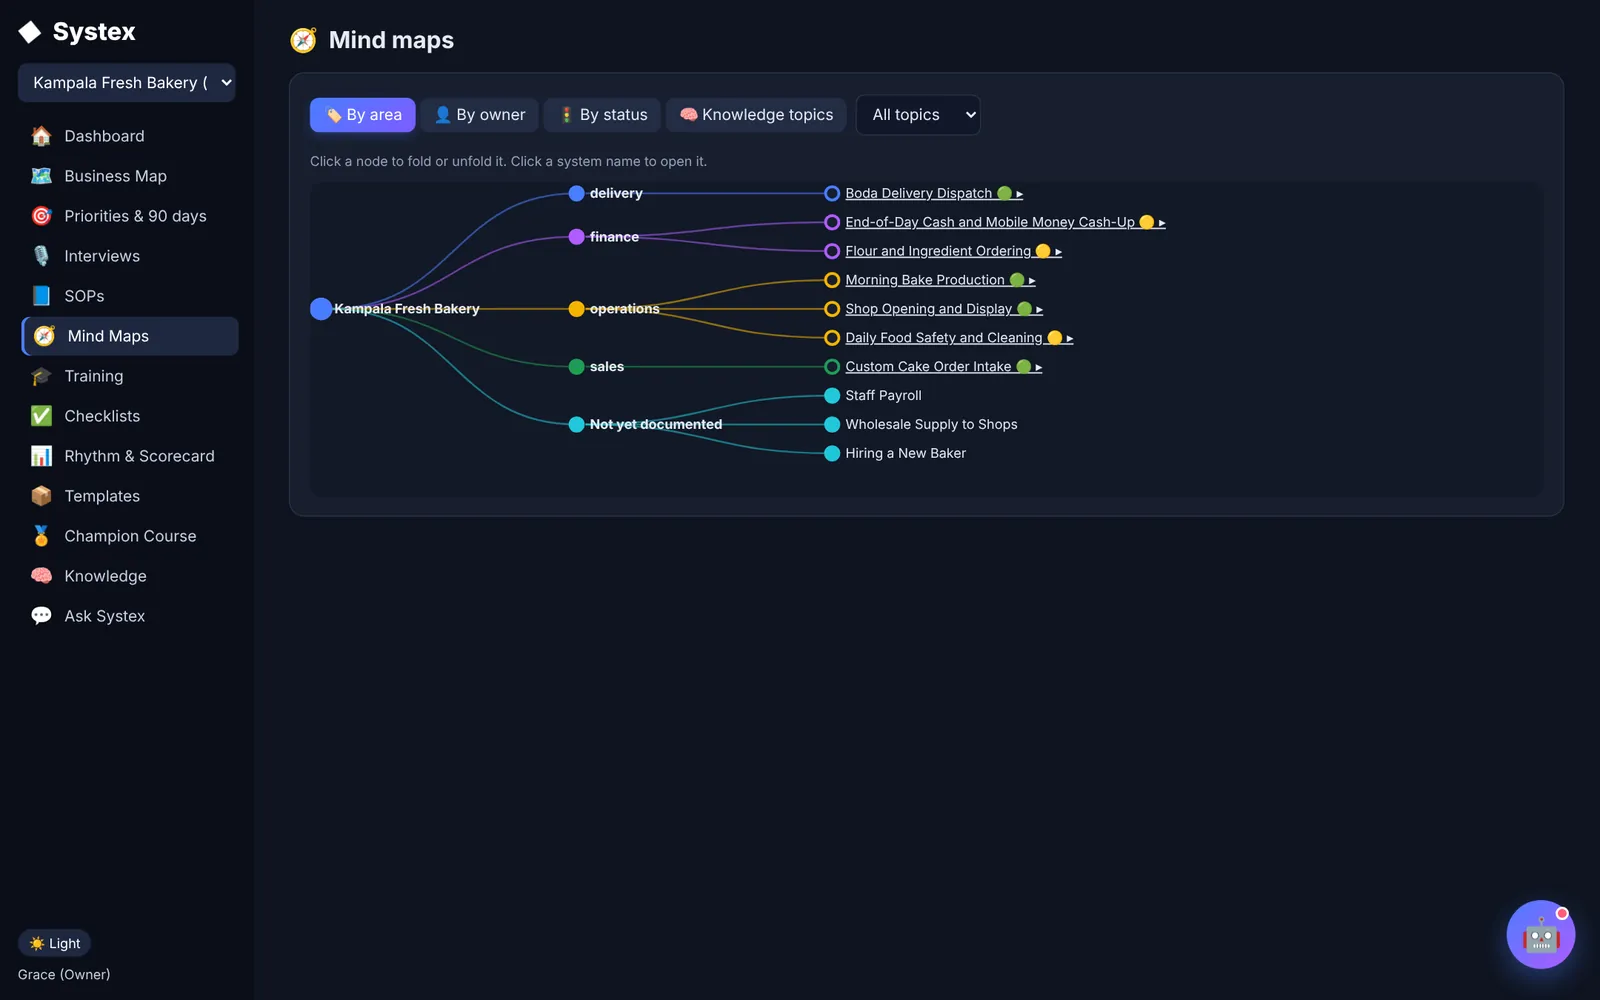 Systex
Kampala Fresh Bakery (
Dashboard
Business Map
Priorities & 90 days
Interviews
SOPs
Mind Maps
Training
Checklists
Rhythm & Scorecard
Templates
Champion Course
Knowledge
Ask Systex
Light
Grace (Owner)
Mind maps
By area
By owner
By status
Knowledge topics
All topics
Click a node to fold or unfold it. Click a system name to open it.
Kampala Fresh Bakery
delivery
Boda Delivery Dispatch
finance
End-of-Day Cash and Mobile Money Cash-Up
Flour and Ingredient Ordering
operations
Morning Bake Production
Shop Opening and Display
Daily Food Safety and Cleaning
sales
Custom Cake Order Intake
Not yet documented
Staff Payroll
Wholesale Supply to Shops
Hiring a New Baker